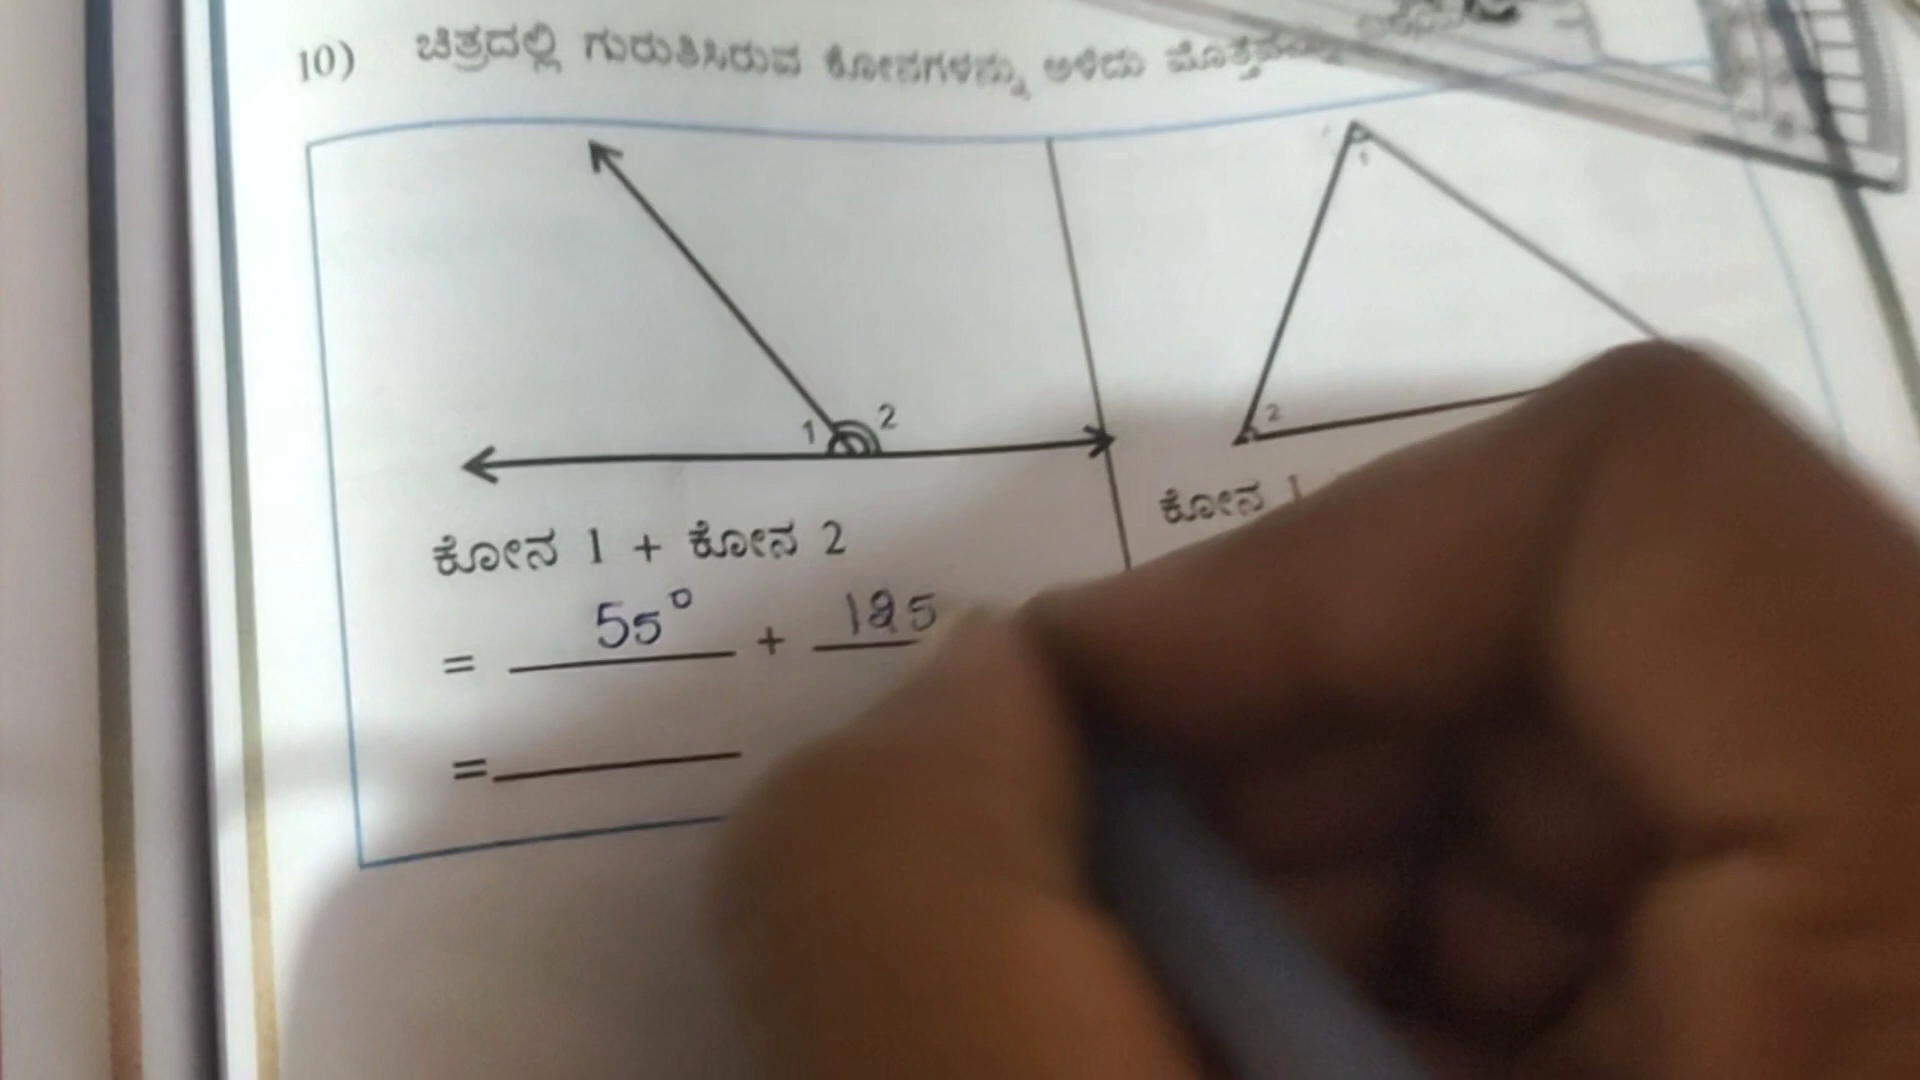 10) ಚಿತ್ರದಲ್ಲಿ ಗುರುತಿಸಿರುವ ಕೋನಗಳನ್ನು ಅಳೆದು
1 2
1
2
ಕೋನ 1 + ಕೋನ 2
= 55° + 125
=
ಕೋನ 1